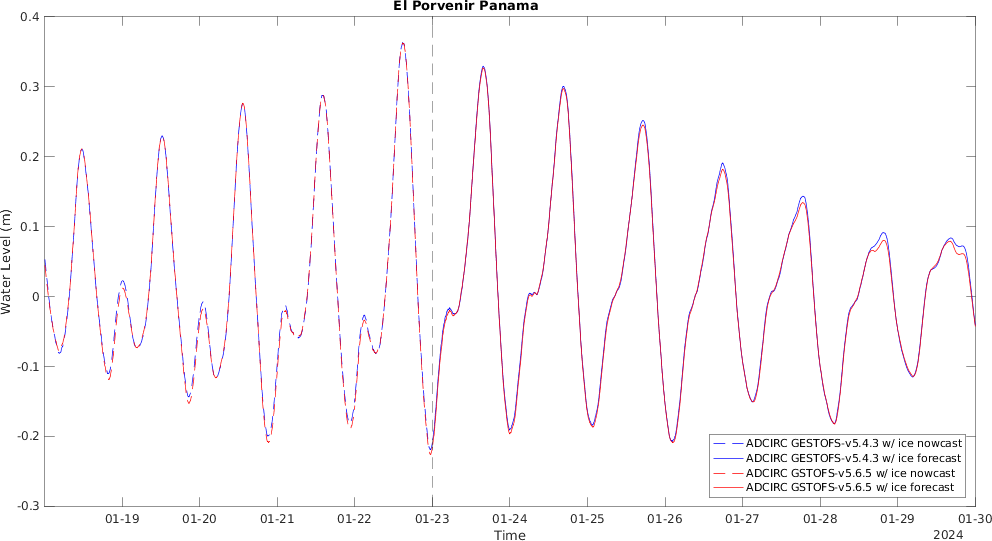 El Porvenir Panama
Water Level (m)
0.4
0.3
0.2
0.1
0
-0.1
-0.2
-0.3
ADCIRC GESTOFS-v5.4.3 w/ ice nowcast
ADCIRC GESTOFS-v5.4.3 w/ ice forecast
ADCIRC GSTOFS-v5.6.5 w/ ice nowcast
ADCIRC GSTOFS-v5.6.5 w/ ice forecast
01-19 01-20 01-21 01-22 01-23 01-24 01-25 01-26 01-27 01-28 01-29 01-30
Time
2024